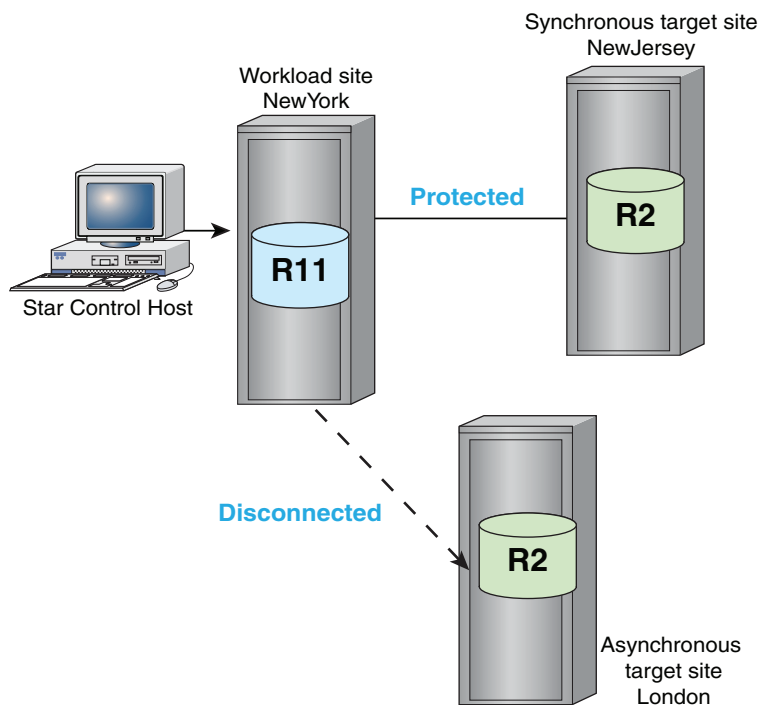 Synchronous target site
NewJersey
Workload site
NewYork
Protected
R2
R11
Star Control Host
Disconnected
R2
Asynchronous
target site
London